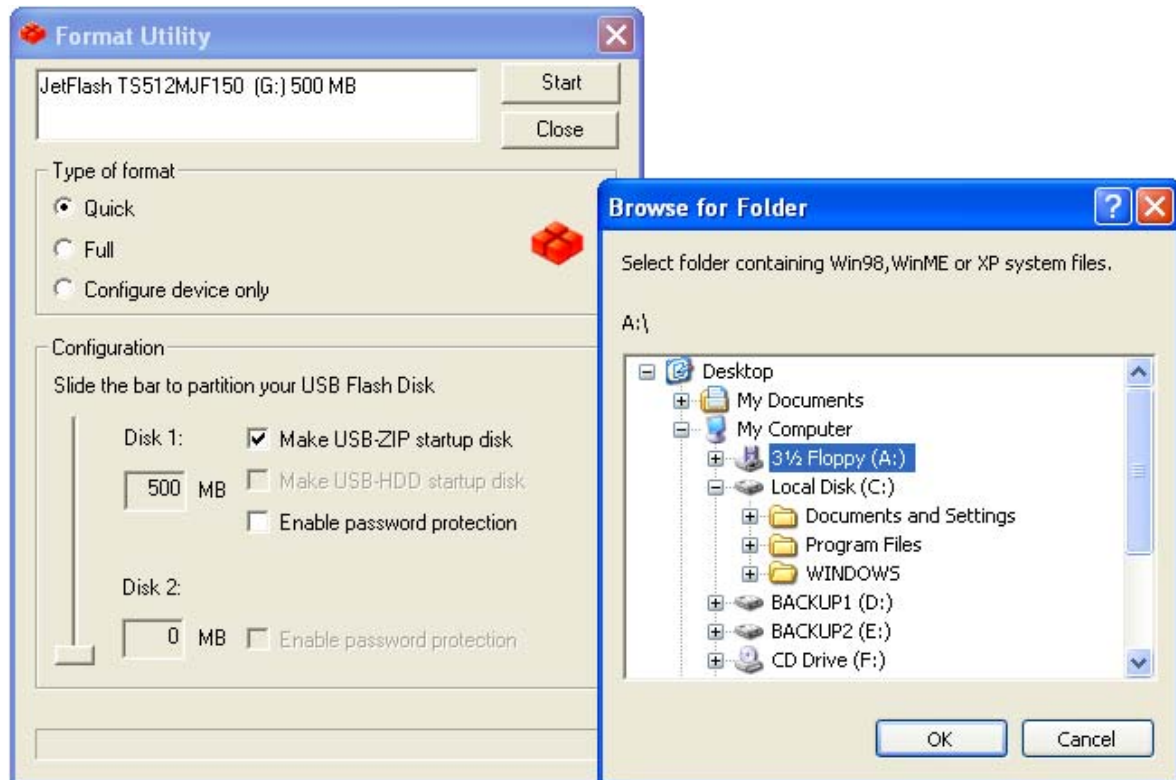 Format Utility
JetFlash TS512MJF150 (G:) 500 MB
Start
Close
Type of format
Quick
Full
Configure device only
Configuration
Slide the bar to partition your USB Flash Disk
Disk 1:
Make USB-ZIP startup disk
500 MB
Make USB-HDD startup disk
Enable password protection
Disk 2:
0 MB
Enable password protection
Browse for Folder
Select folder containing Win98,WinME or XP system files.
A:\
Desktop
My Documents
My Computer
3½ Floppy (A:)
Local Disk (C:)
Documents and Settings
Program Files
WINDOWS
BACKUP1 (D:)
BACKUP2 (E:)
CD Drive (F:)
OK
Cancel